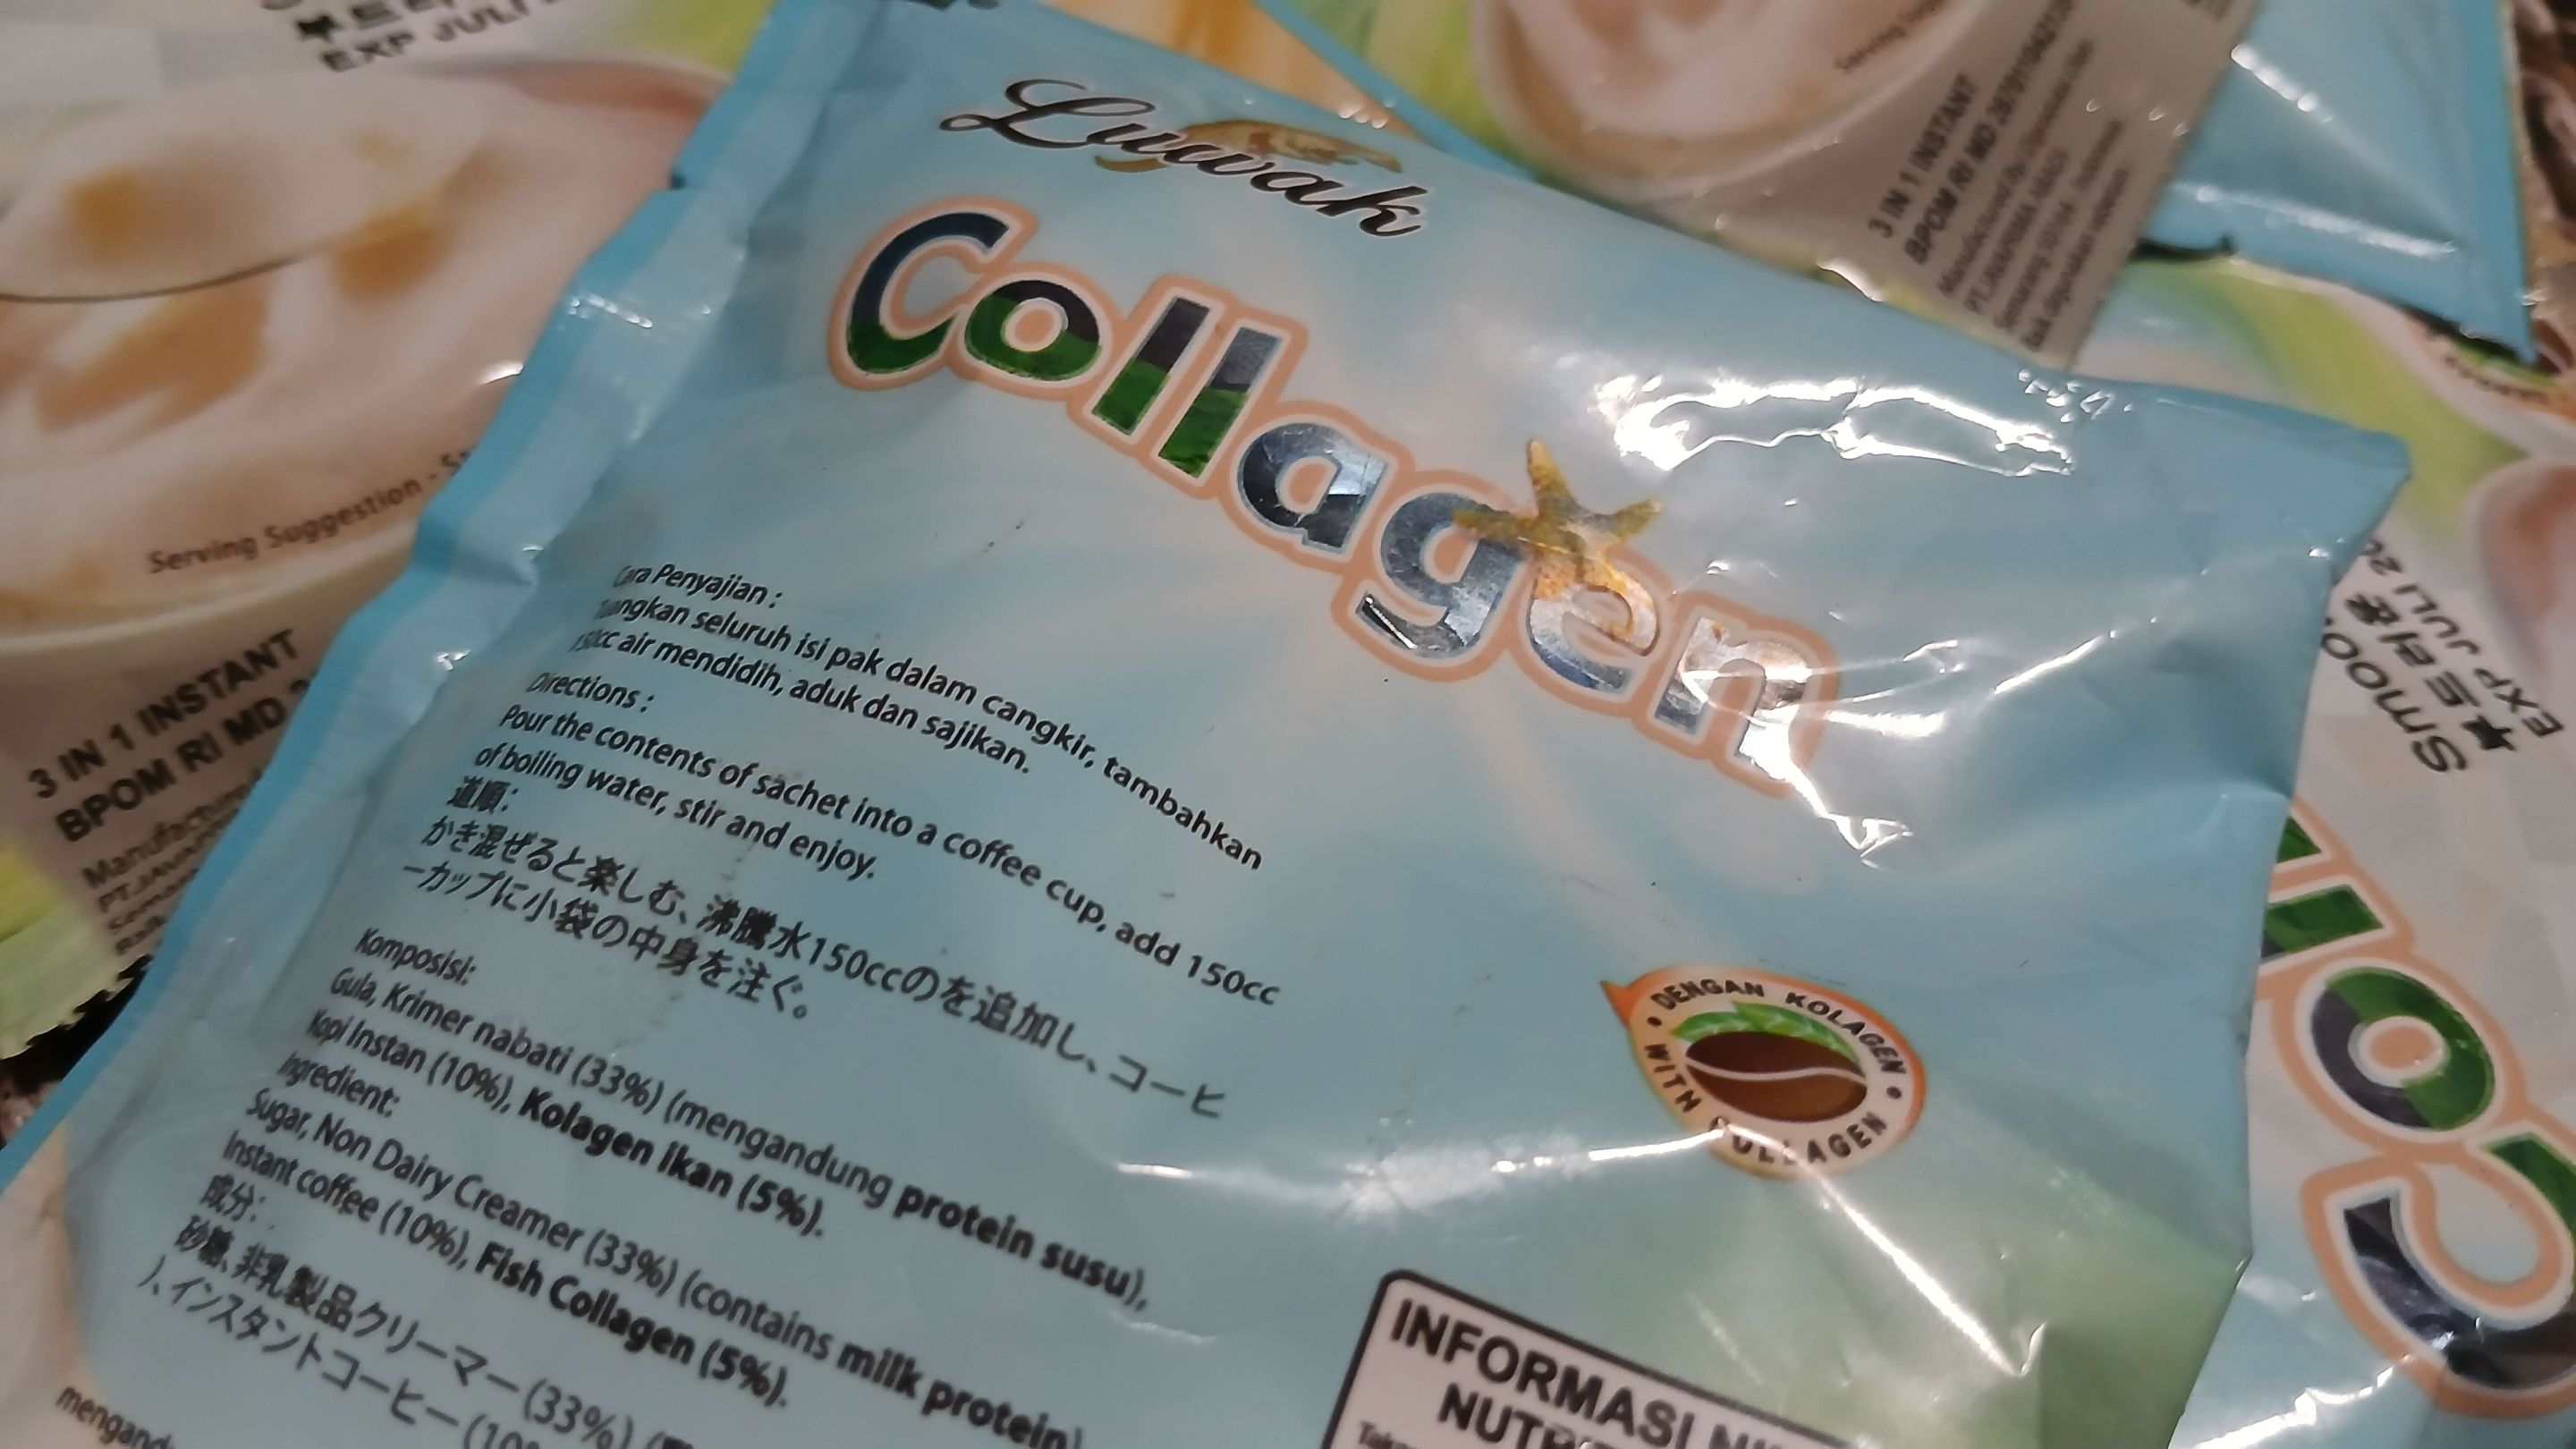 Luwak
Collagen
Cara Penyajian :
Tuangkan seluruh isi pak dalam cangkir, tambahkan
150cc air mendidih, aduk dan sajikan.
Directions :
Pour the contents of sachet into a coffee cup, add 150cc
of boiling water, stir and enjoy.
道順：
かき混ぜると楽しむ、沸騰水150ccのを追加し、コーヒ
ーカップに小袋の中身を注ぐ。
Komposisi:
Gula, Krimer nabati (33%) (mengandung protein susu),
Kopi Instan (10%), Kolagen ikan (5%).
Ingredient:
Sugar, Non Dairy Creamer (33%) (contains milk protein)
Instant coffee (10%), Fish Collagen (5%).
成分：
砂糖、非乳製品クリーマー (33%)
)、インスタントコーヒー
DENGAN KOLAGEN
WITH COLLAGEN
INFORMASI
EXP JULI
Serving Suggestion
3 IN 1 INSTANT
BPOM RI MD
3 IN 1 INSTANT
BPOM RI MD
Manufactured by
EXP JULI